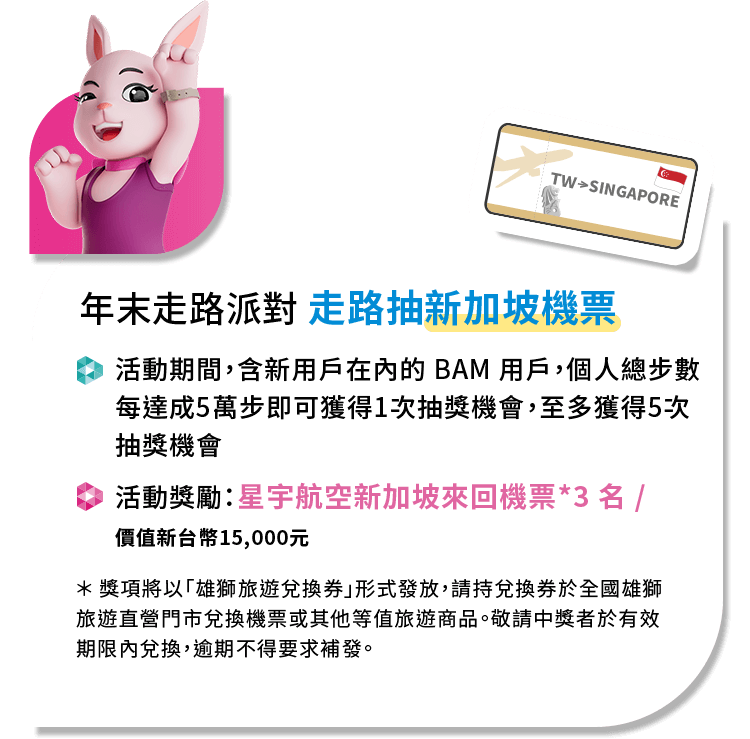 TW➢SINGAPORE
年末走路派對 走路抽新加坡機票
活動期間，含新用戶在內的 BAM 用戶，個人總步數
每達成5萬步即可獲得1次抽獎機會，至多獲得5次
抽獎機會
活動獎勵：星宇航空新加坡來回機票*3 名 /
價值新台幣15,000元
＊ 獎項將以「雄獅旅遊兌換券」形式發放，請持兌換券於全國雄獅
旅遊直營門市兌換機票或其他等值旅遊商品。敬請中獎者於有效
期限內兌換，逾期不得要求補發。